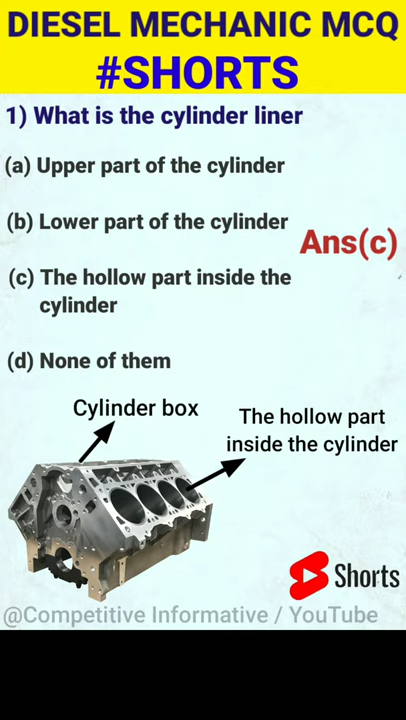 DIESEL MECHANIC MCQ
#SHORTS
1) What is the cylinder liner
(a) Upper part of the cylinder
(b) Lower part of the cylinder
Ans(c)
(c) The hollow part inside the
cylinder
(d) None of them
Cylinder box
The hollow part
inside the cylinder
Shorts
@Competitive Informative / YouTube